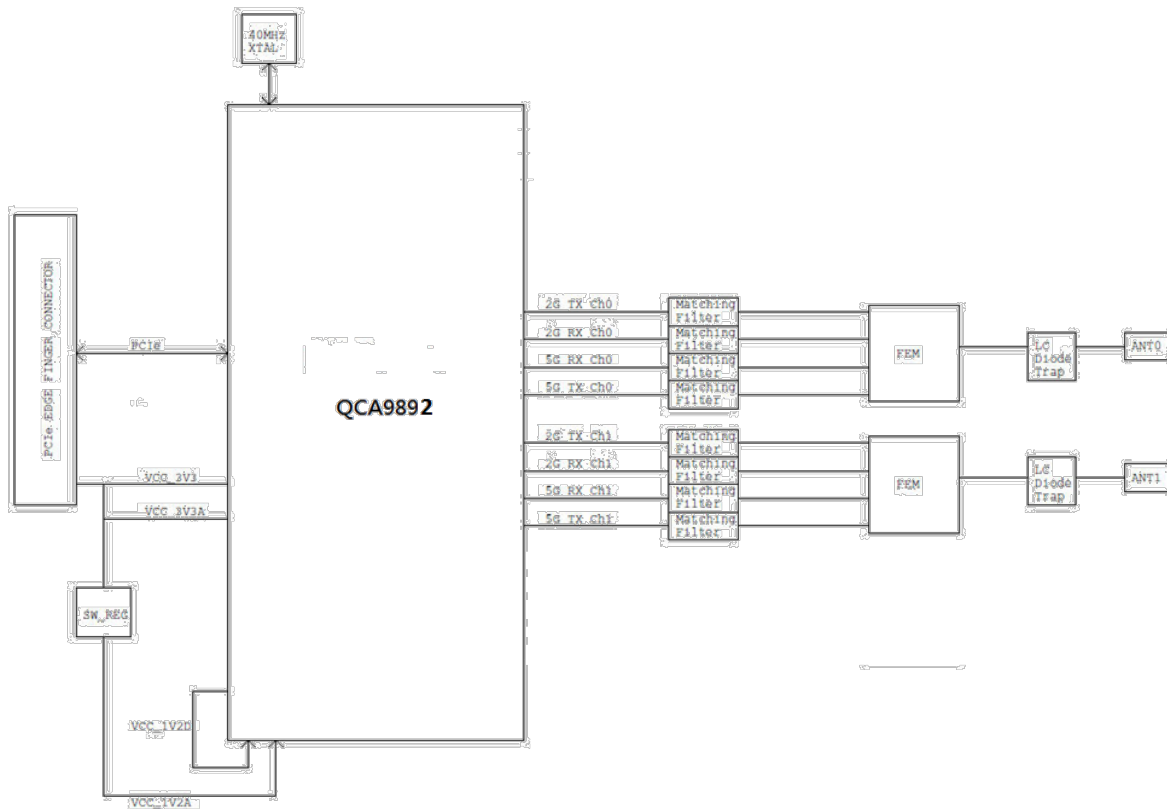 40MHz
XTAL
PCIe EDGE FINGER CONNECTOR
PCIe
QCA9892
VCC_3V3
VCC_3V3A
SW_REG
VCC_1V2D
VCC_1V2A
2G TX Ch0
2G RX Ch0
5G RX Ch0
5G TX Ch0
Matching
Filter
Matching
Filter
Matching
Filter
Matching
Filter
FEM
LC
Diode
Trap
ANT0
2G TX Ch1
2G RX Ch1
5G RX Ch1
5G TX Ch1
Matching
Filter
Matching
Filter
Matching
Filter
Matching
Filter
FEM
LC
Diode
Trap
ANT1